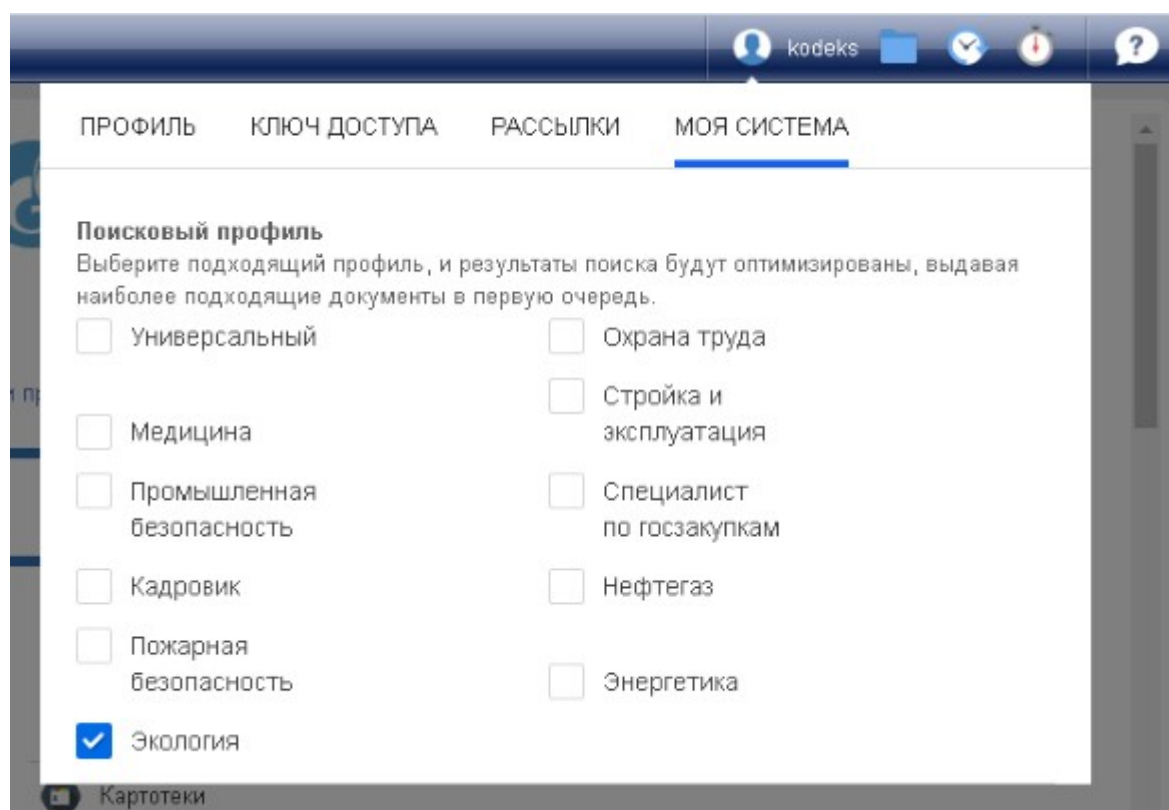 kodeks
?
ПРОФИЛЬ КЛЮЧ ДОСТУПА РАССЫЛКИ МОЯ СИСТЕМА
Поисковый профиль
Выберите подходящий профиль, и результаты поиска будут оптимизированы, выдавая
наиболее подходящие документы в первую очередь.
Универсальный
Охрана труда
Медицина
Стройка и
эксплуатация
Промышленная
безопасность
Специалист
по госзакупкам
Кадровик
Нефтегаз
Пожарная
безопасность
Энергетика
Экология
Картотеки